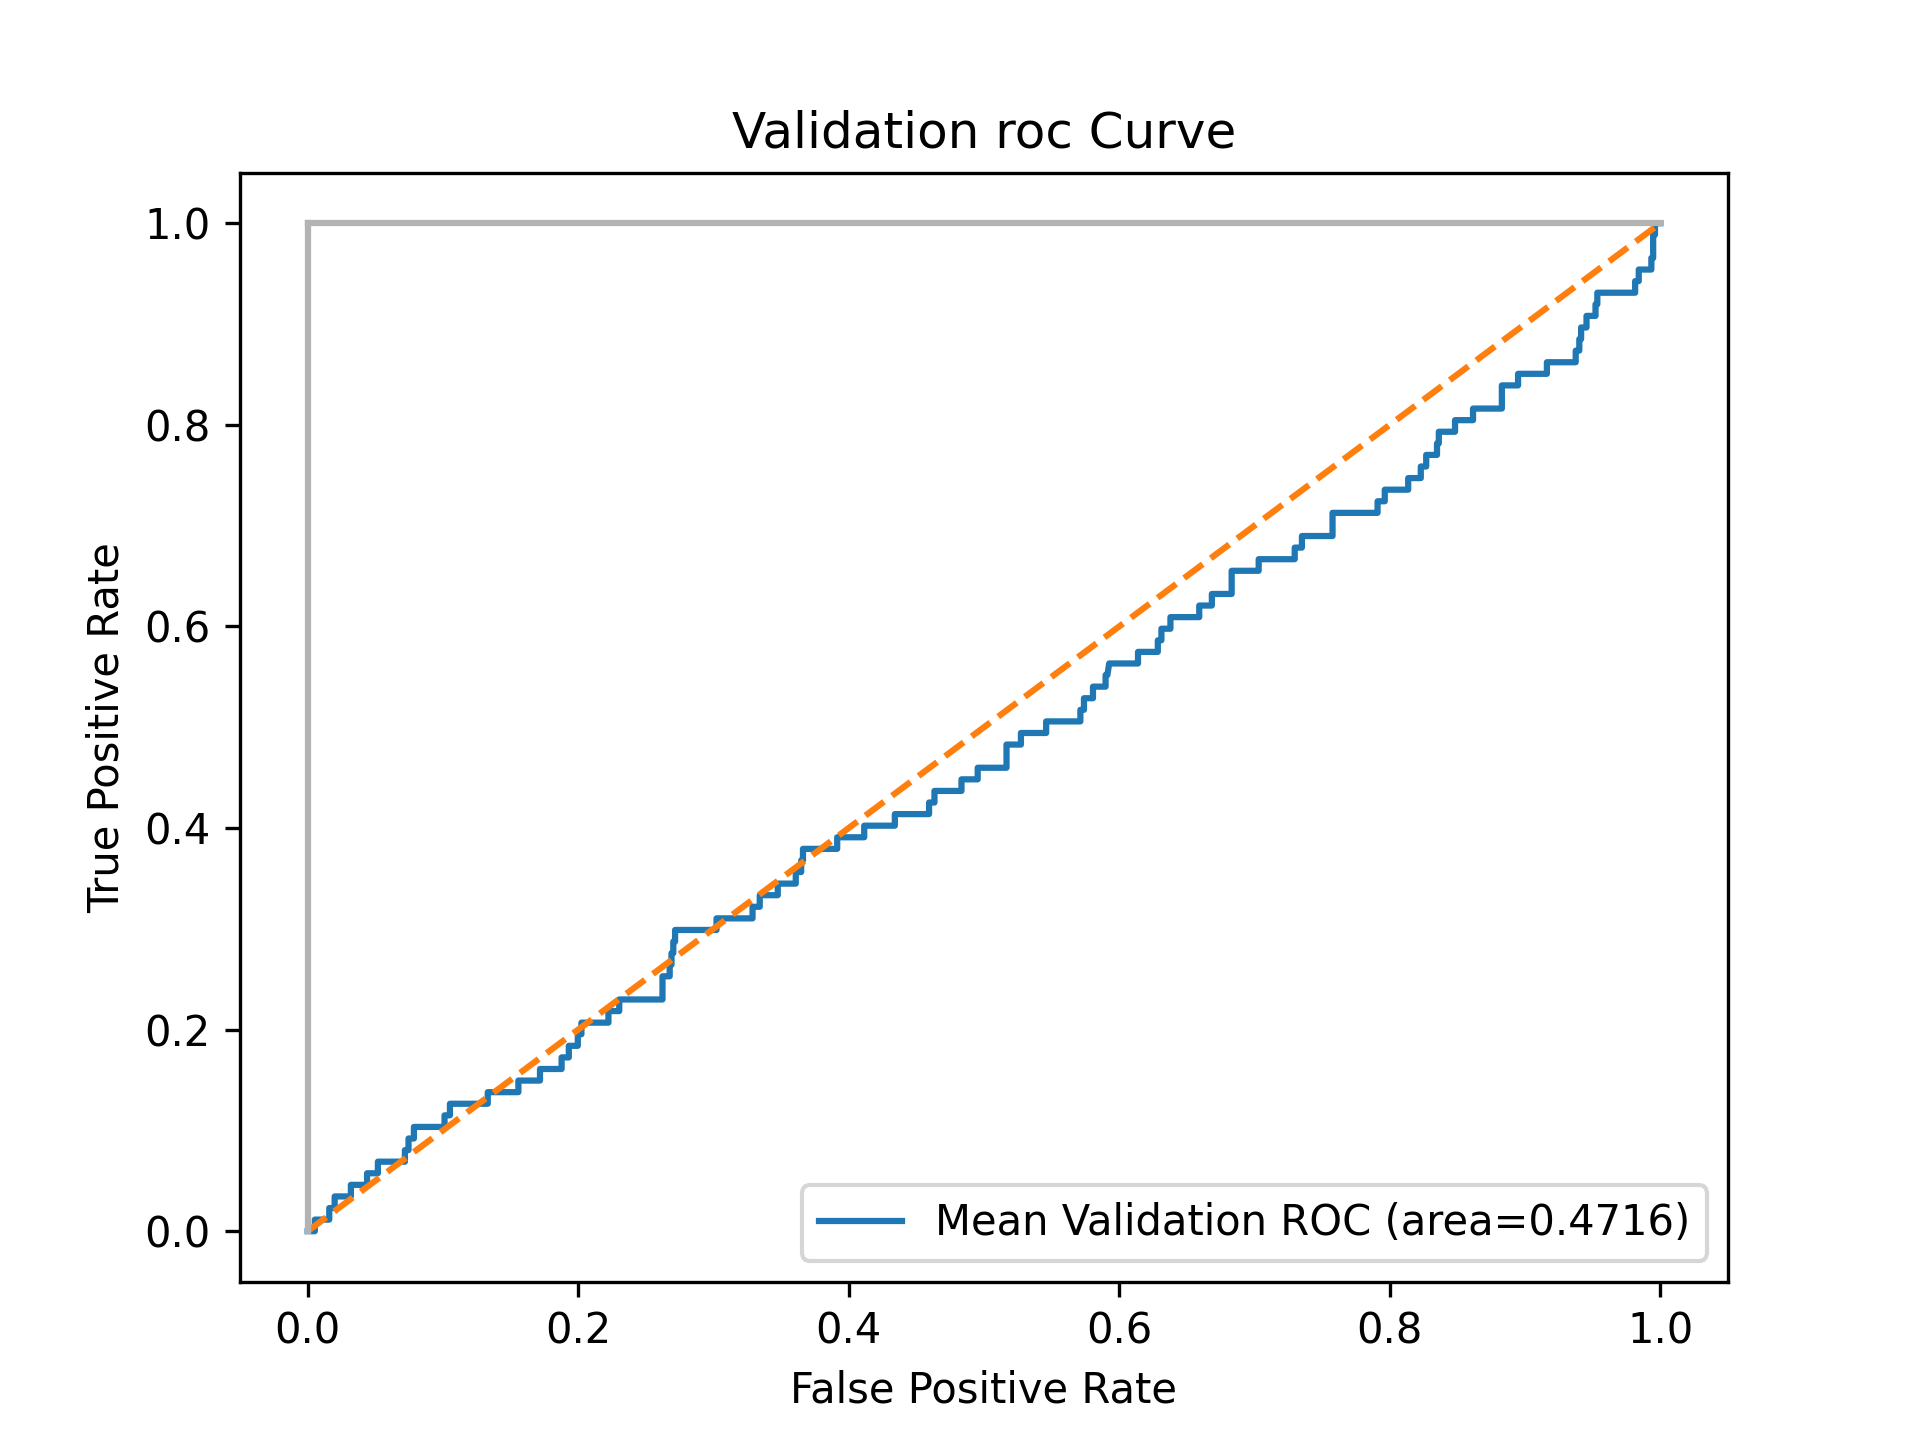 Validation roc Curve
1.0
0.8
0.6
0.4
0.2
0.0
True Positive Rate
Mean Validation ROC (area=0.4716)
0.0 0.2 0.4 0.6 0.8 1.0
False Positive Rate